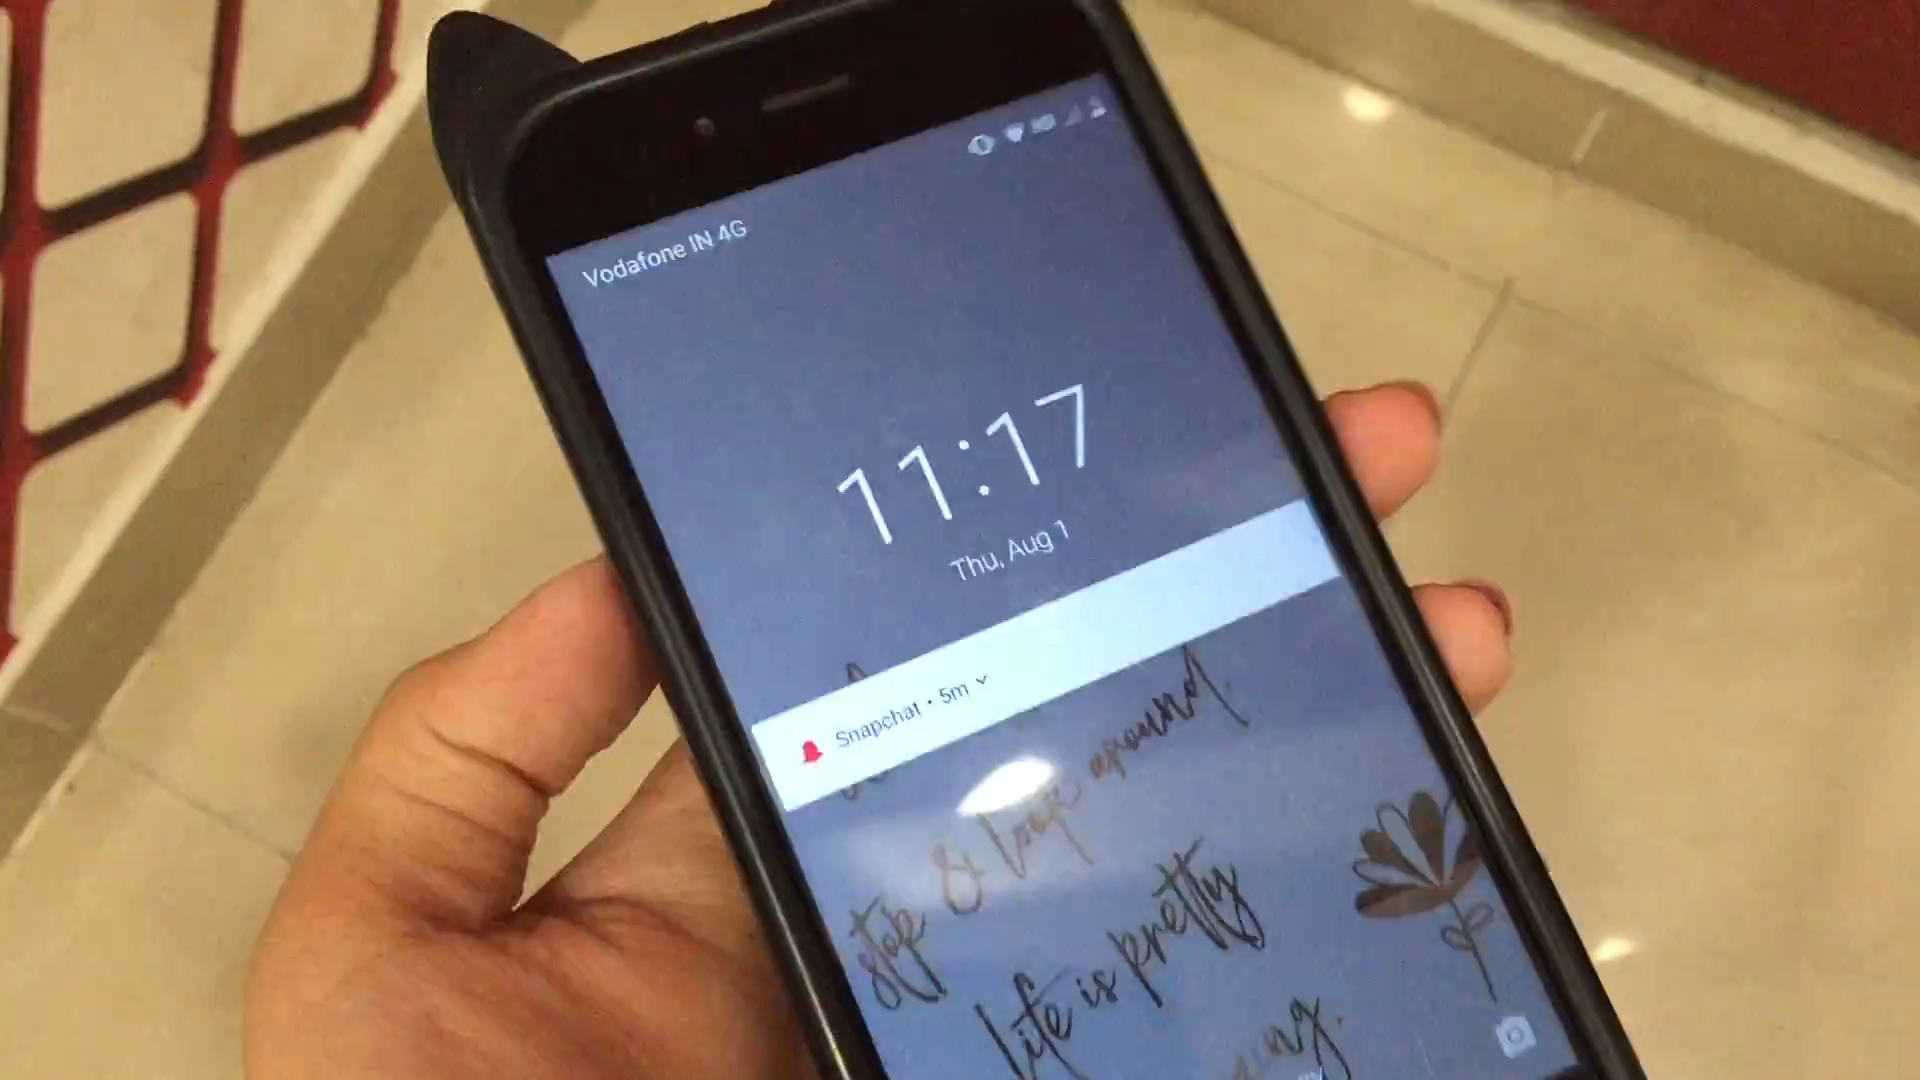 Vodafone IN 4G
11:17
Thu, Aug 1
Snapchat • 5m
stop & look around.
life is pretty